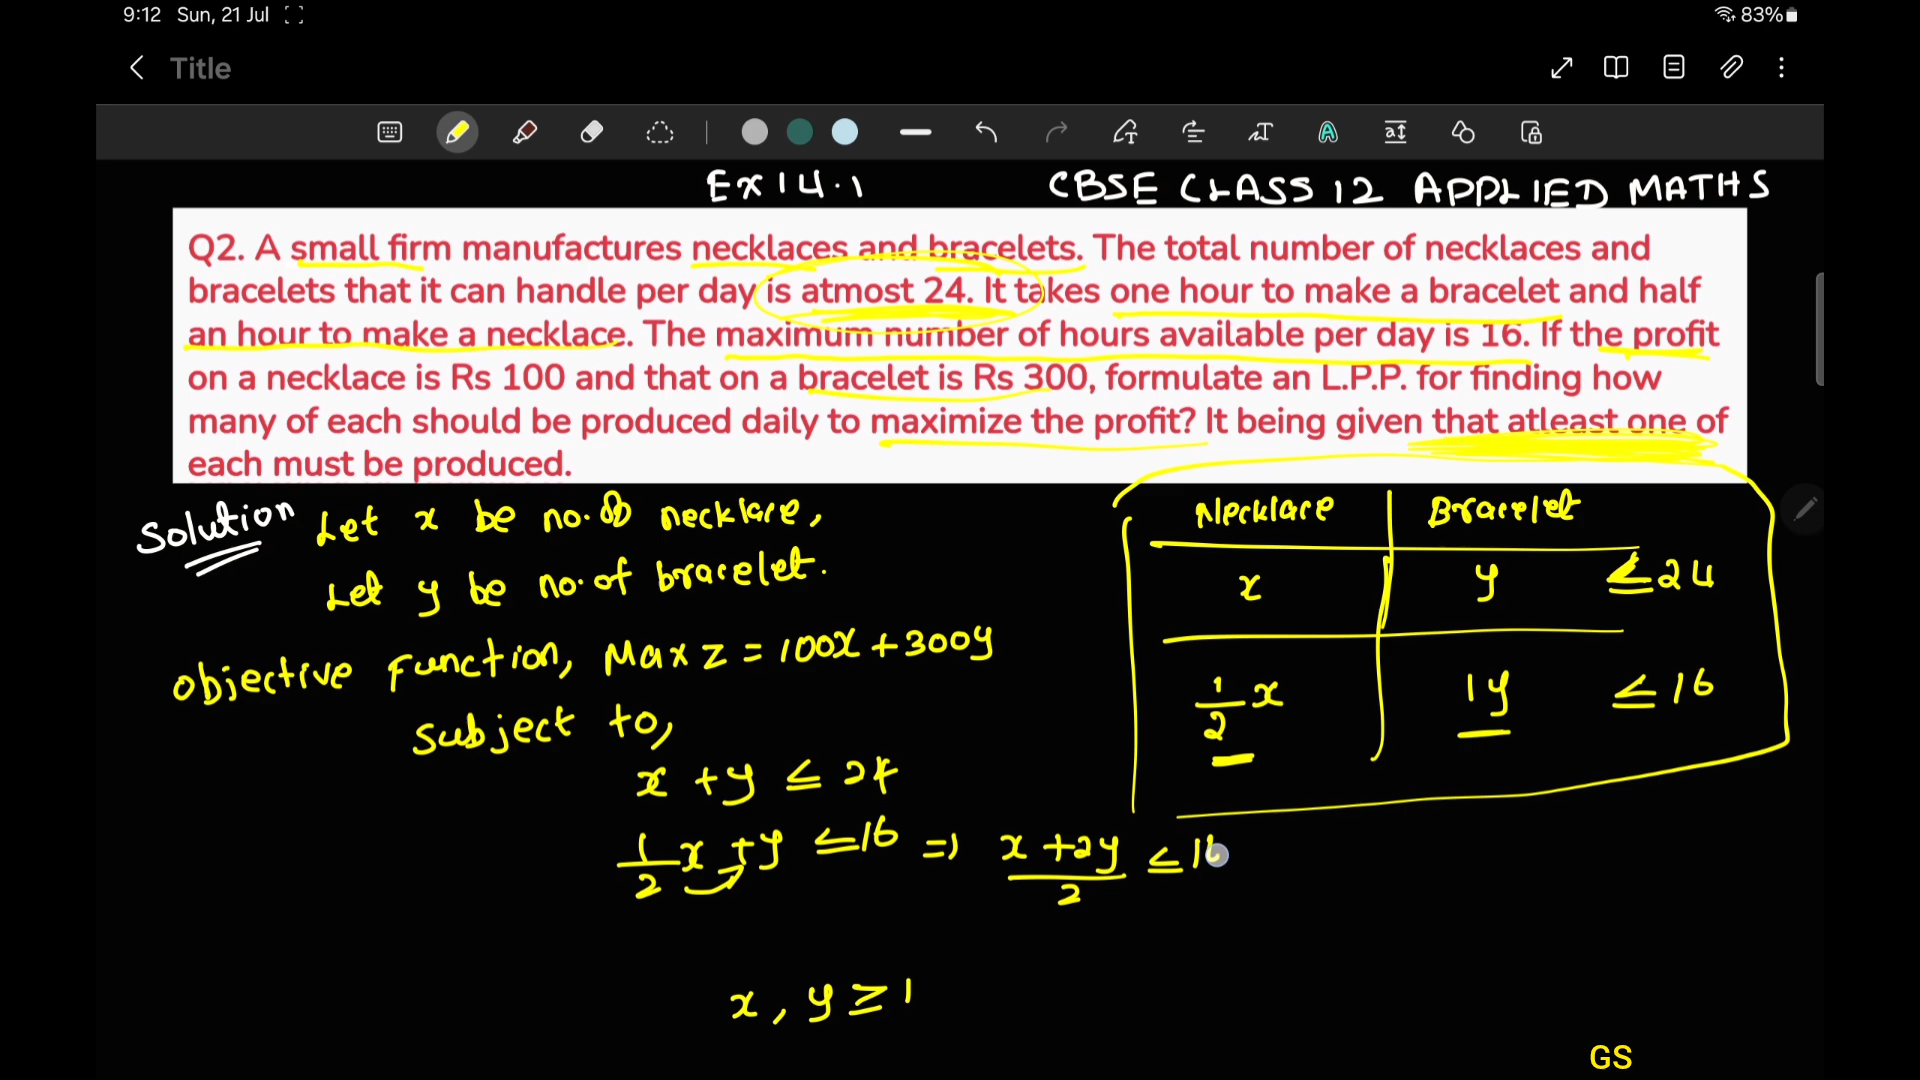 9:12 Sun, 21 Jul 83%
Title
Ex 14.1 CBSE CLASS 12 APPLIED MATHS
Q2. A small firm manufactures necklaces and bracelets. The total number of necklaces and
bracelets that it can handle per day is atmost 24. It takes one hour to make a bracelet and half
an hour to make a necklace. The maximum number of hours available per day is 16. If the profit
on a necklace is Rs 100 and that on a bracelet is Rs 300, formulate an L.P.P. for finding how
many of each should be produced daily to maximize the profit? It being given that atleast one of
each must be produced.
Solution Let x be no. of necklace,
Let y be no. of bracelet.
Objective Function, Max z = 100x + 300y
Subject to,
x + y ≤ 24
1/2 x + y ≤ 16 ⇒ x + 2y / 2 ≤ 16
x, y ≥ 1
Necklace Bracelet
x y ≤ 24
1/2 x 1y ≤ 16
GS